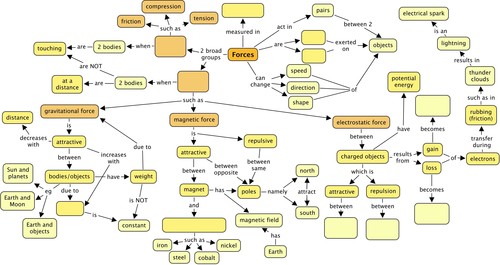 compression
friction
tension
such as
measured in
pairs
act in
between 2
electrical spark
is an
touching
are
2 bodies
when
2 broad
groups
Forces
are
exerted
on
objects
lightning
are NOT
results in
at a
distance
are
2 bodies
when
can
change
speed
direction
shape
of
potential
energy
thunder
clouds
such as in
such as
gravitational force
magnetic force
electrostatic force
rubbing
(friction)
distance
is
is
between
have
becomes
transfer
during
decreases
with
attractive
increases
with
due to
attractive
repulsive
charged objects
results
from
gain
of
electrons
between
between
between
opposite
between
same
which is
loss
Sun and
planets
bodies/objects
have
weight
magnet
has
poles
namely
north
attract
south
attractive
repulsion
becomes
eg
due to
is NOT
and
between
between
Earth and
Moon
Earth and
objects
is
constant
magnetic field
has
Earth
such as
iron
nickel
steel
cobalt